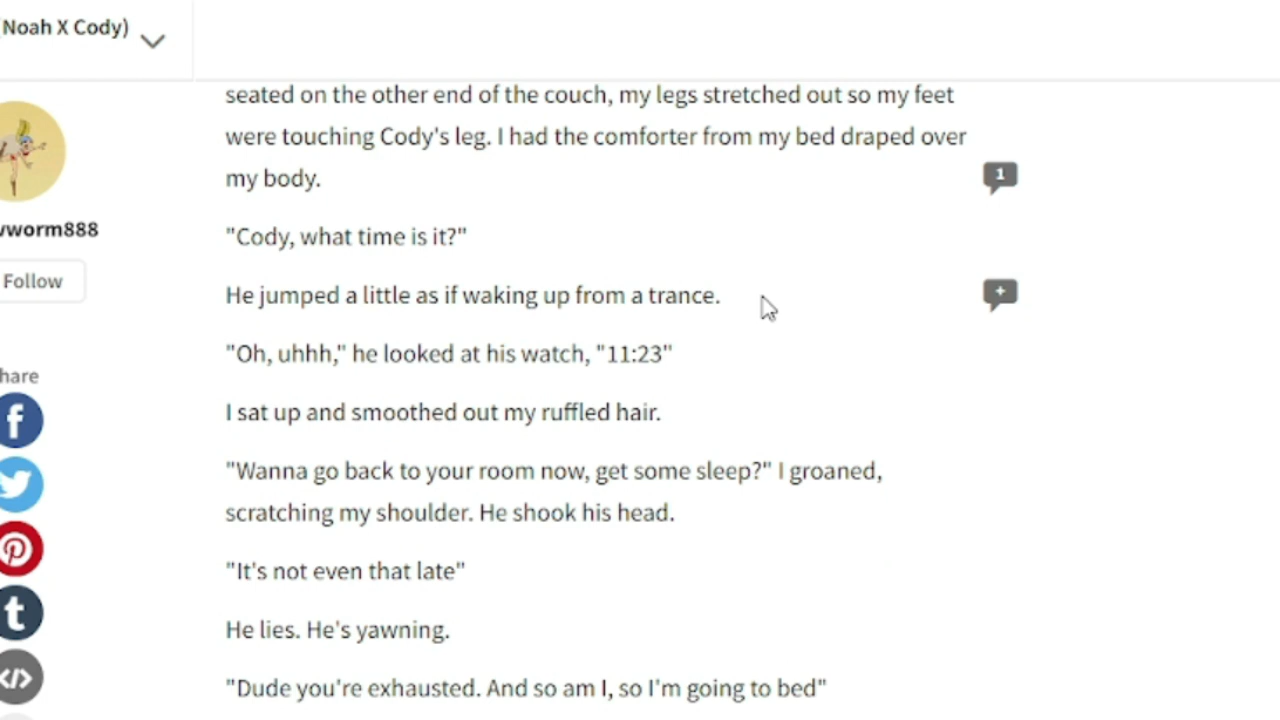 Noah X Cody)
seated on the other end of the couch, my legs stretched out so my feet
were touching Cody's leg. I had the comforter from my bed draped over
my body.
1
worm888
"Cody, what time is it?"
Follow
He jumped a little as if waking up from a trance.
+
"Oh, uhhh," he looked at his watch, "11:23"
hare
I sat up and smoothed out my ruffled hair.
"Wanna go back to your room now, get some sleep?" I groaned,
scratching my shoulder. He shook his head.
"It's not even that late"
He lies. He's yawning.
"Dude you're exhausted. And so am I, so I'm going to bed"